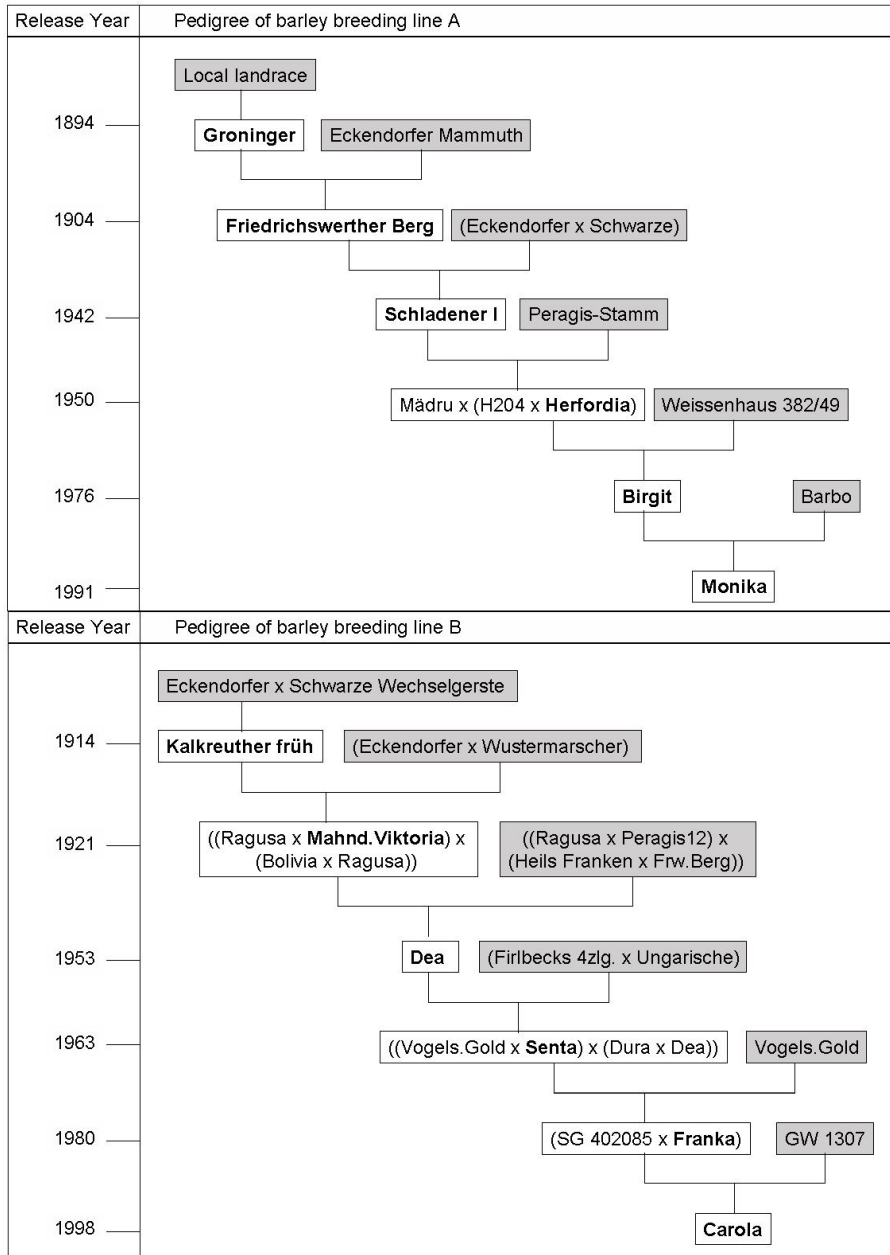 Release Year Pedigree of barley breeding line A
Local landrace
1894
Groninger Eckendorfer Mammuth
1904
Friedrichswerther Berg (Eckendorfer x Schwarze)
1942
Schladener I Peragis-Stamm
1950
Mädru x (H204 x Herfordia) Weissenhaus 382/49
1976
Birgit Barbo
1991
Monika
Release Year Pedigree of barley breeding line B
Eckendorfer x Schwarze Wechselgerste
1914
Kalkreuther früh (Eckendorfer x Wustermarscher)
1921
((Ragusa x Mahnd.Viktoria) x
(Bolivia x Ragusa))
((Ragusa x Peragis12) x
(Heils Franken x Frw.Berg))
1953
Dea (Firlbecks 4zlg. x Ungarische)
1963
((Vogels.Gold x Senta) x (Dura x Dea)) Vogels.Gold
1980
(SG 402085 x Franka) GW 1307
1998
Carola